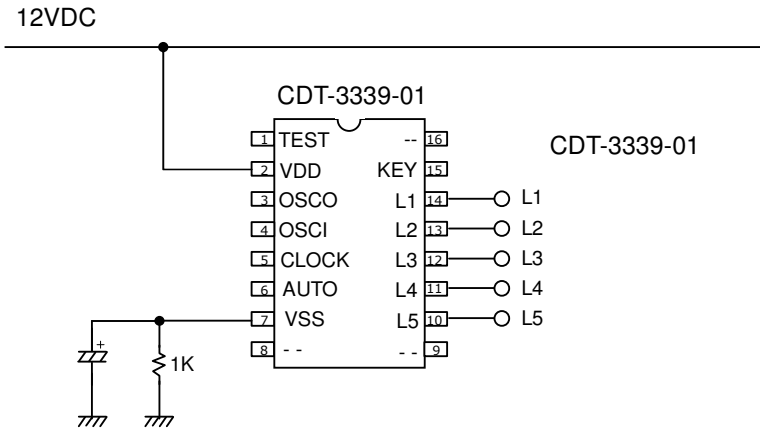 12VDC
CDT-3339-01
CDT-3339-01
1 TEST -- 16
2 VDD KEY 15
3 OSCO L1 14 L1
4 OSCI L2 13 L2
5 CLOCK L3 12 L3
6 AUTO L4 11 L4
7 VSS L5 10 L5
8 - - - - 9
+
1K